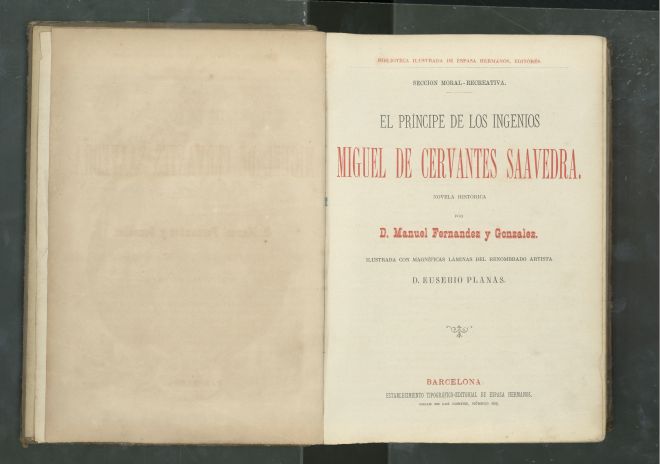 BIBLIOTECA ILUSTRADA DE ESPASA HERMANOS, EDITORES.
SECCION MORAL-RECREATIVA.
EL PRÍNCIPE DE LOS INGENIOS
MIGUEL DE CERVANTES SAAVEDRA.
NOVELA HISTÓRICA
POR
D. Manuel Fernandez y Gonzalez.
ILUSTRADA CON MAGNÍFICAS LÁMINAS DEL RENOMBRADO ARTISTA
D. EUSEBIO PLANAS.
BARCELONA
ESTABLECIMIENTO TIPOGRÁFICO-EDITORIAL DE ESPASA HERMANOS.